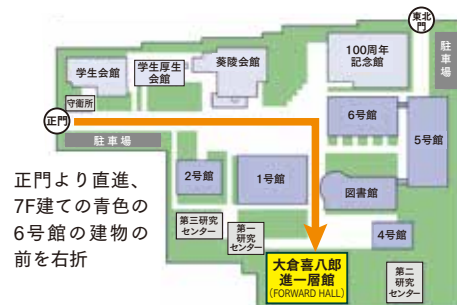 東北門
駐車場
100周年
記念館
葵陵会館
学生厚生
会館
学生会館
守衛所
正門
駐車場
6号館
5号館
2号館
1号館
図書館
4号館
第三研究
センター
第一
研究
センター
第二
研究
センター
大倉喜八郎
進一層館
(FORWARD HALL)
正門より直進、
7F建ての青色の
6号館の建物の
前を右折